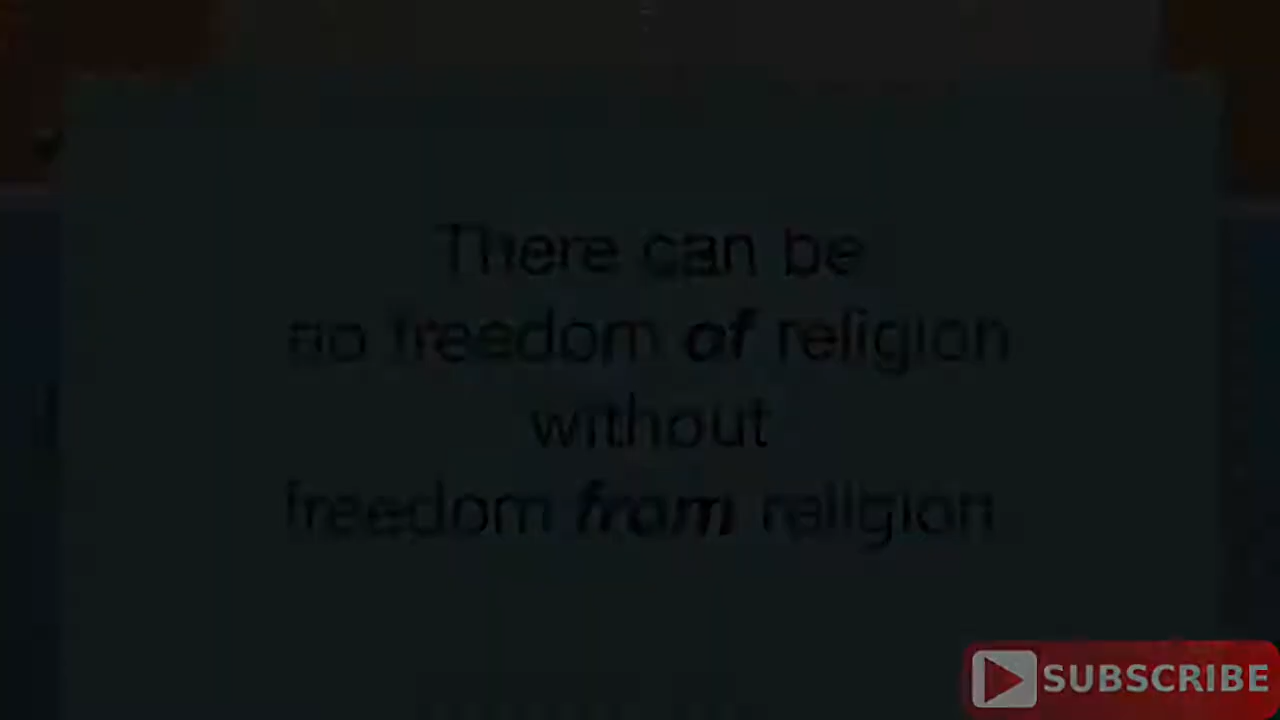 There can be
no freedom of religion
without
freedom from religion
SUBSCRIBE